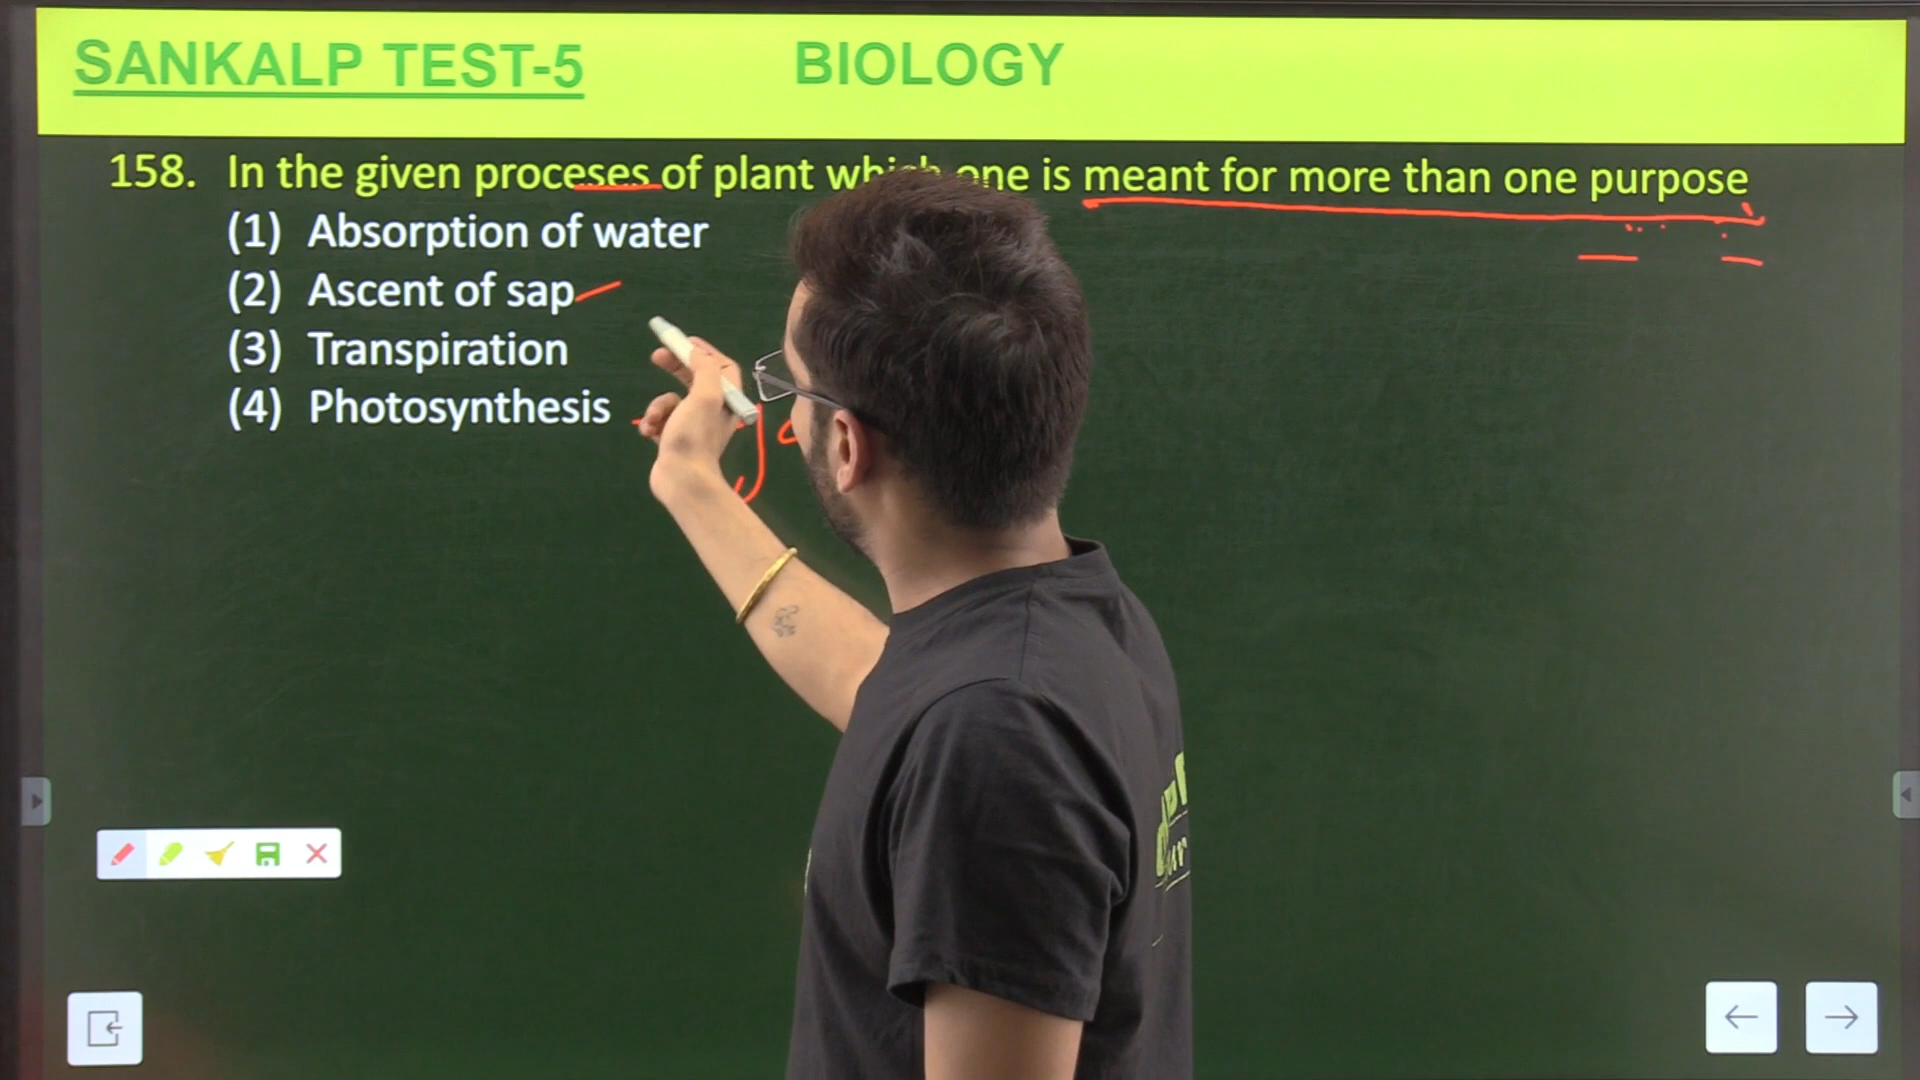 SANKALP TEST-5 BIOLOGY
158. In the given proceses of plant which one is meant for more than one purpose
(1) Absorption of water
(2) Ascent of sap
(3) Transpiration
(4) Photosynthesis